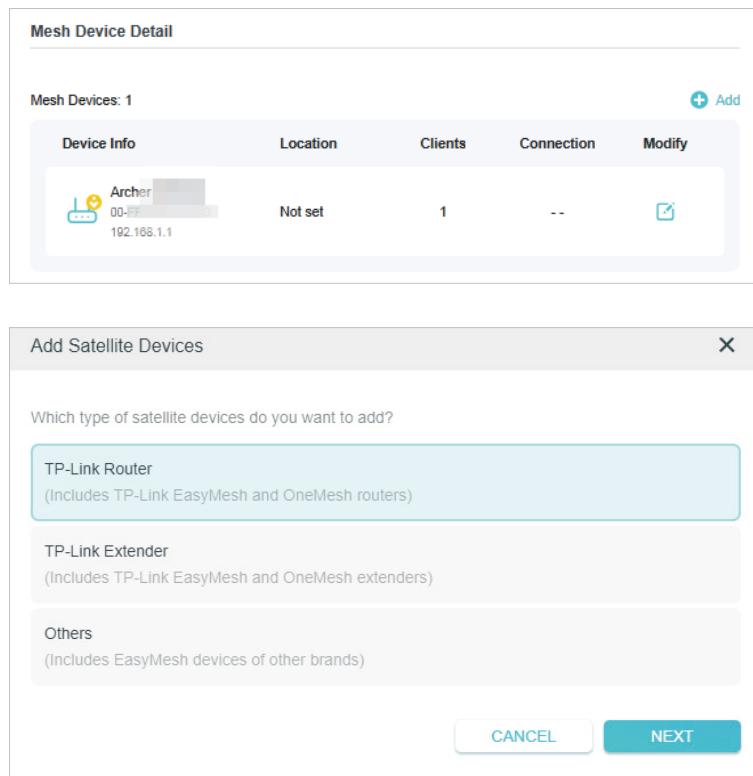 Mesh Device Detail
Mesh Devices: 1
Add
Device Info Location Clients Connection Modify
Archer
00-FF
192.168.1.1
Not set 1 --
Add Satellite Devices
Which type of satellite devices do you want to add?
TP-Link Router
(Includes TP-Link EasyMesh and OneMesh routers)
TP-Link Extender
(Includes TP-Link EasyMesh and OneMesh extenders)
Others
(Includes EasyMesh devices of other brands)
CANCEL NEXT